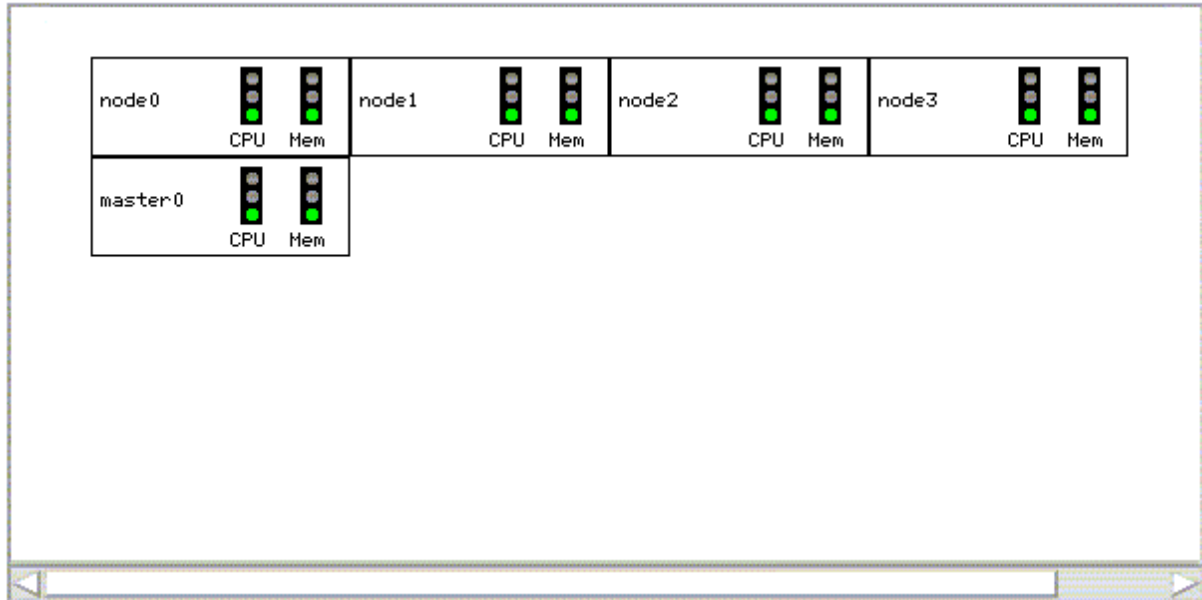 node0 CPU Mem
node1 CPU Mem
node2 CPU Mem
node3 CPU Mem
master0 CPU Mem